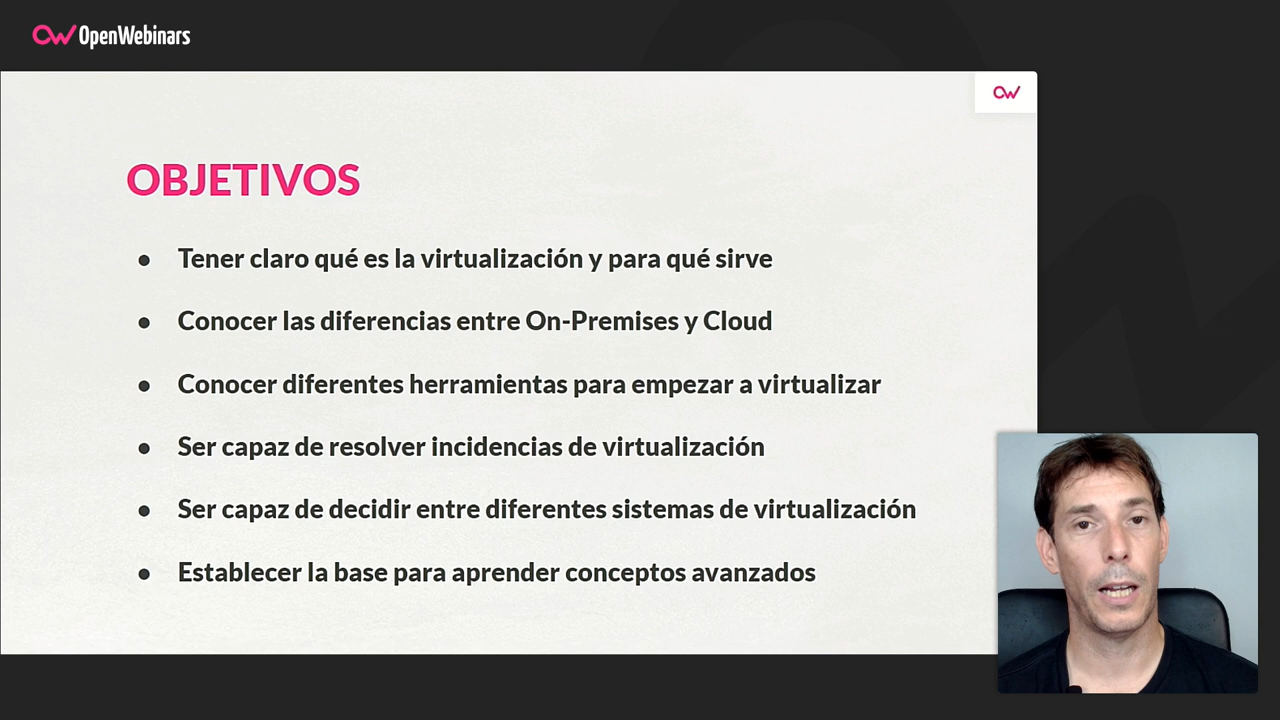 OpenWebinars
OBJETIVOS
● Tener claro qué es la virtualización y para qué sirve
● Conocer las diferencias entre On-Premises y Cloud
● Conocer diferentes herramientas para empezar a virtualizar
● Ser capaz de resolver incidencias de virtualización
● Ser capaz de decidir entre diferentes sistemas de virtualización
● Establecer la base para aprender conceptos avanzados